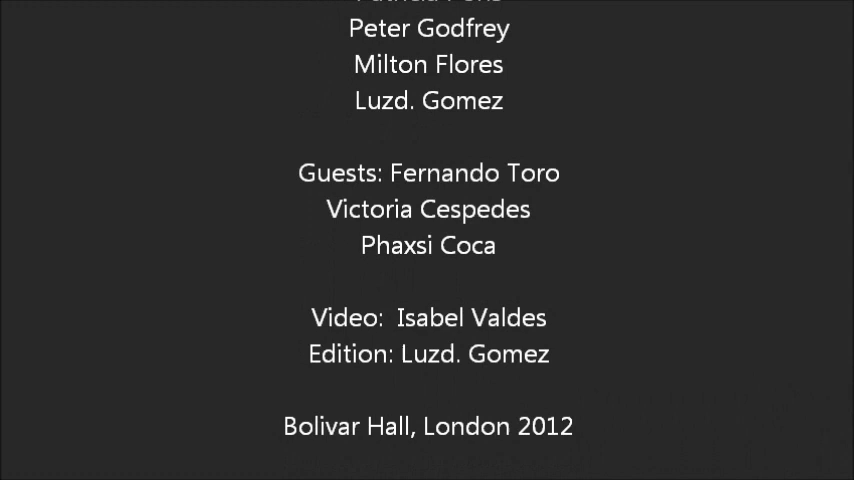 Peter Godfrey
Milton Flores
Luzd. Gomez
Guests: Fernando Toro
Victoria Cespedes
Phaxsi Coca
Video: Isabel Valdes
Edition: Luzd. Gomez
Bolivar Hall, London 2012